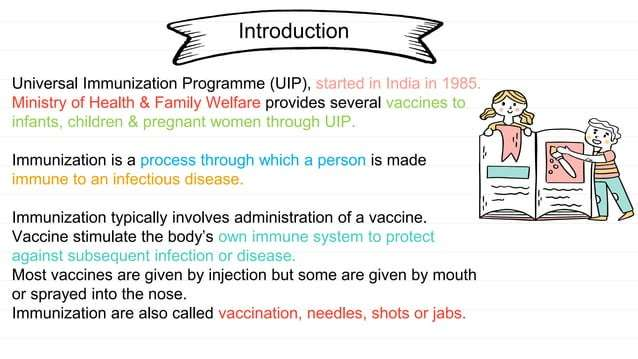 Introduction
Universal Immunization Programme (UIP), started in India in 1985.
Ministry of Health & Family Welfare provides several vaccines to
infants, children & pregnant women through UIP.
Immunization is a process through which a person is made
immune to an infectious disease.
Immunization typically involves administration of a vaccine.
Vaccine stimulate the body's own immune system to protect
against subsequent infection or disease.
Most vaccines are given by injection but some are given by mouth
or sprayed into the nose.
Immunization are also called vaccination, needles, shots or jabs.